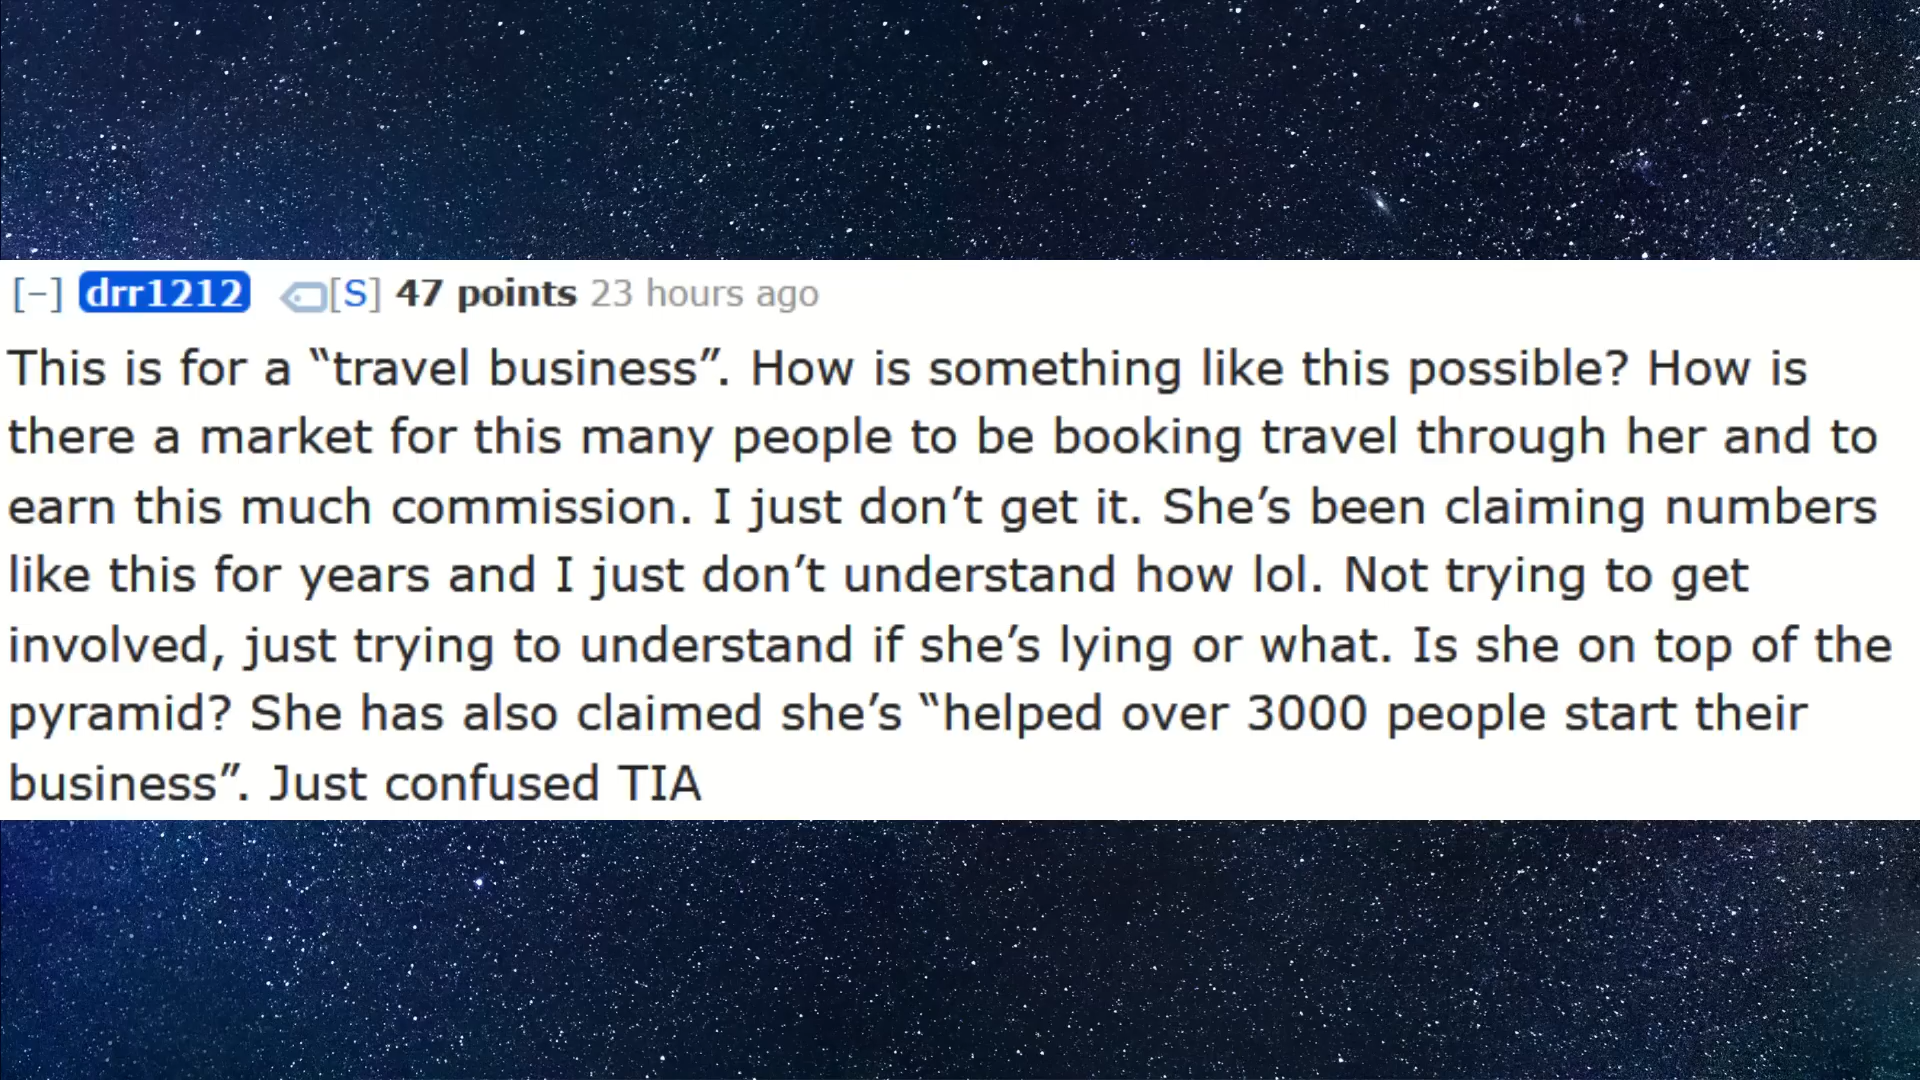 [−] drr1212 [S] 47 points 23 hours ago
This is for a “travel business”. How is something like this possible? How is
there a market for this many people to be booking travel through her and to
earn this much commission. I just don’t get it. She’s been claiming numbers
like this for years and I just don’t understand how lol. Not trying to get
involved, just trying to understand if she’s lying or what. Is she on top of the
pyramid? She has also claimed she’s “helped over 3000 people start their
business”. Just confused TIA